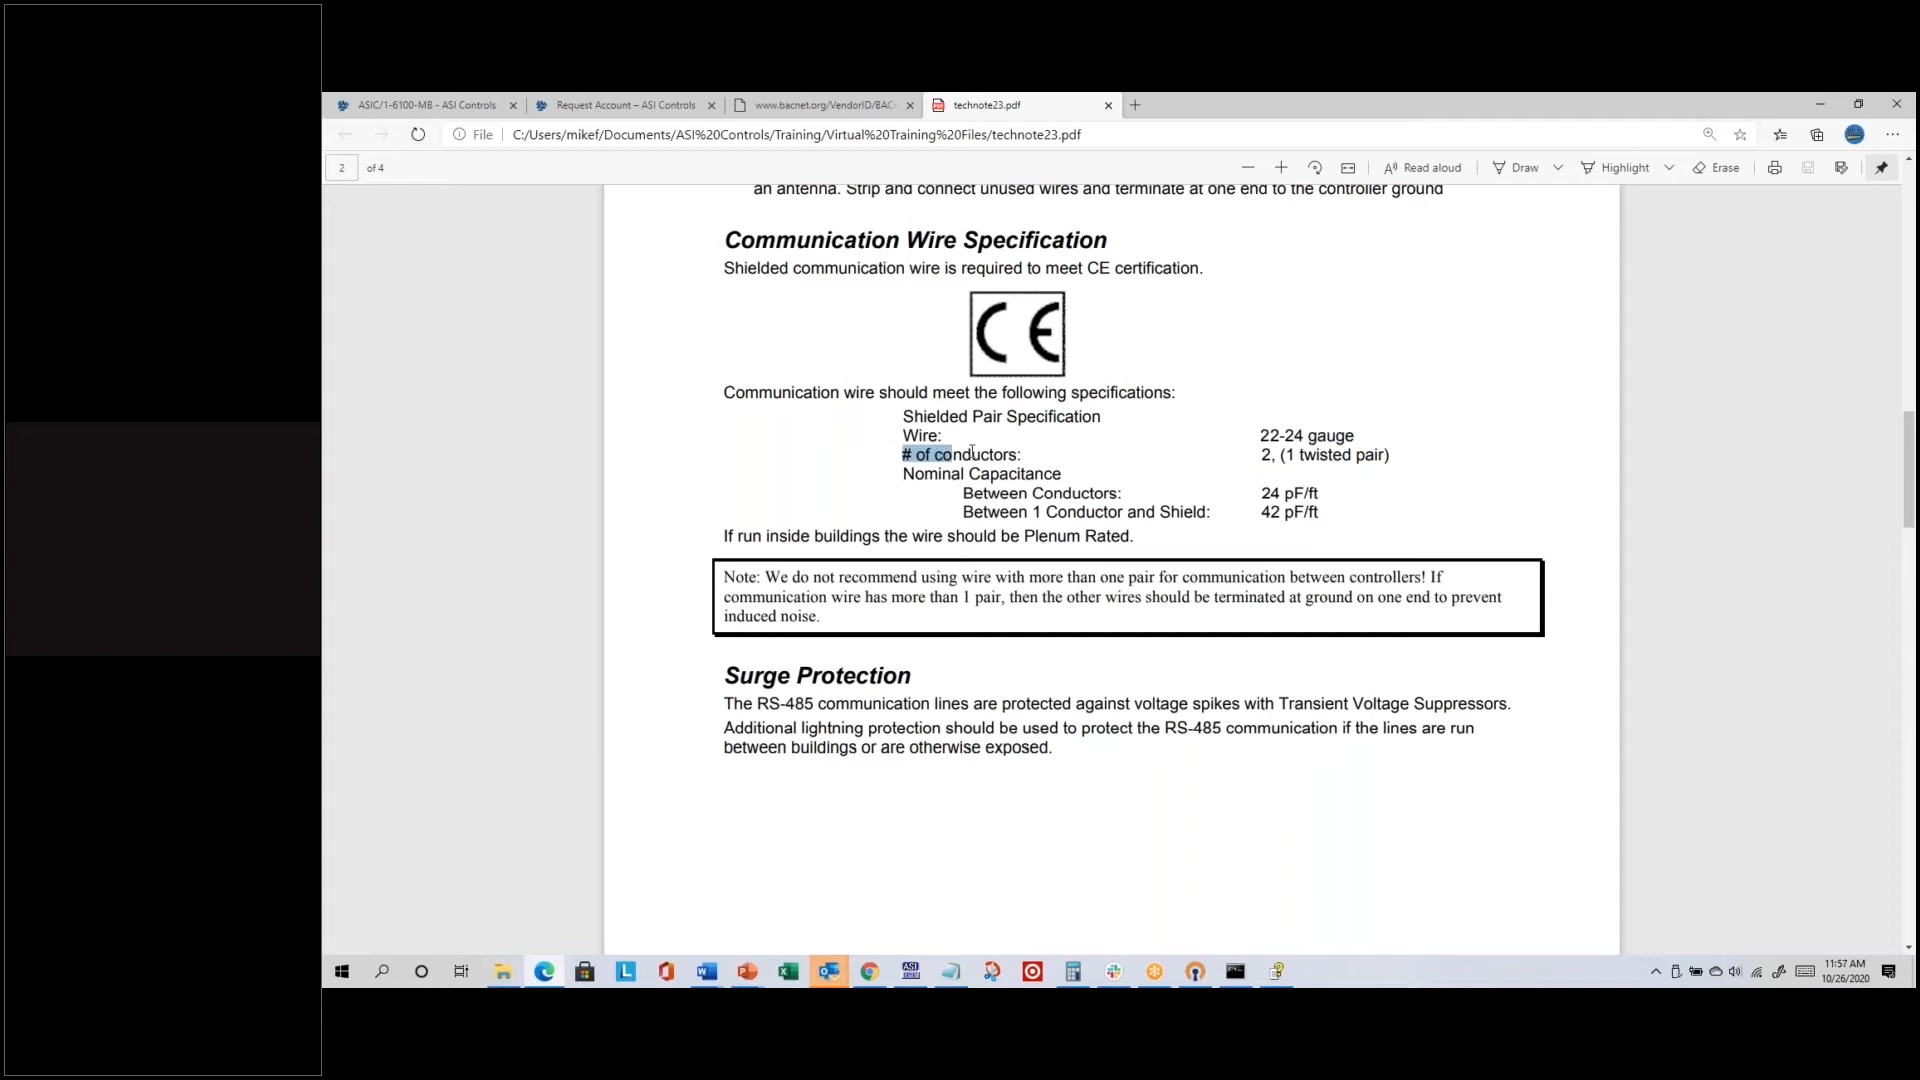 ASIC/1-6100-MB - ASI Controls
Request Account – ASI Controls
www.bacnet.org/VendorID/BAC
technote23.pdf
File
C:/Users/mikef/Documents/ASI%20Controls/Training/Virtual%20Training%20Files/technote23.pdf
2 of 4
Read aloud
Draw
Highlight
Erase
an antenna. Strip and connect unused wires and terminate at one end to the controller ground
Communication Wire Specification
Shielded communication wire is required to meet CE certification.
CE
Communication wire should meet the following specifications:
Shielded Pair Specification
Wire: 22-24 gauge
# of conductors: 2, (1 twisted pair)
Nominal Capacitance
Between Conductors: 24 pF/ft
Between 1 Conductor and Shield: 42 pF/ft
If run inside buildings the wire should be Plenum Rated.
Note: We do not recommend using wire with more than one pair for communication between controllers! If
communication wire has more than 1 pair, then the other wires should be terminated at ground on one end to prevent
induced noise.
Surge Protection
The RS-485 communication lines are protected against voltage spikes with Transient Voltage Suppressors.
Additional lightning protection should be used to protect the RS-485 communication if the lines are run
between buildings or are otherwise exposed.
11:57 AM
10/26/2020